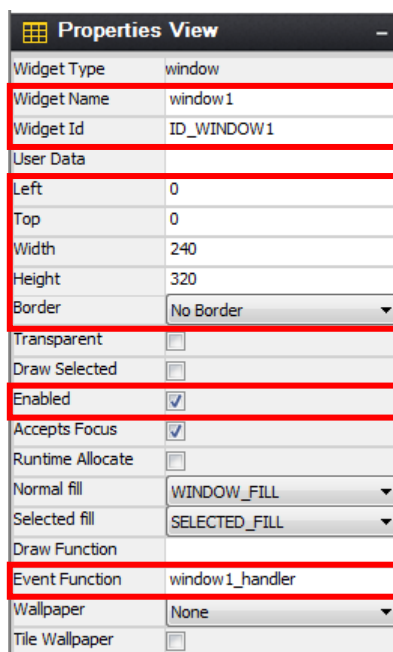 Properties View
Widget Type window
Widget Name window1
Widget Id ID_WINDOW1
User Data
Left 0
Top 0
Width 240
Height 320
Border No Border
Transparent
Draw Selected
Enabled
Accepts Focus
Runtime Allocate
Normal fill WINDOW_FILL
Selected fill SELECTED_FILL
Draw Function
Event Function window1_handler
Wallpaper None
Tile Wallpaper